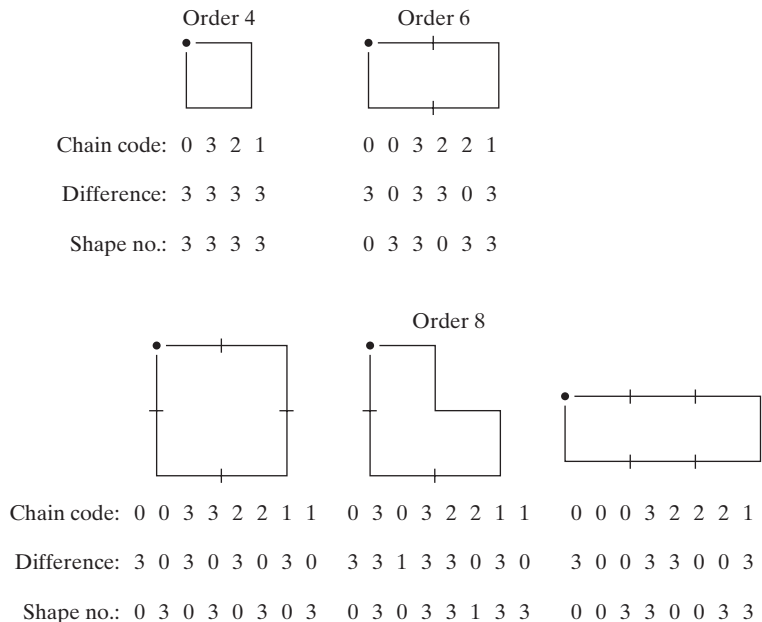 Order 4 Order 6
Chain code: 0 3 2 1 0 0 3 2 2 1
Difference: 3 3 3 3 3 0 3 3 0 3
Shape no.: 3 3 3 3 0 3 3 0 3 3
Order 8
Chain code: 0 0 3 3 2 2 1 1 0 3 0 3 2 2 1 1 0 0 0 3 2 2 2 1
Difference: 3 0 3 0 3 0 3 0 3 3 1 3 3 0 3 0 3 0 0 3 3 0 0 3
Shape no.: 0 3 0 3 0 3 0 3 0 3 0 3 3 1 3 3 0 0 3 3 0 0 3 3